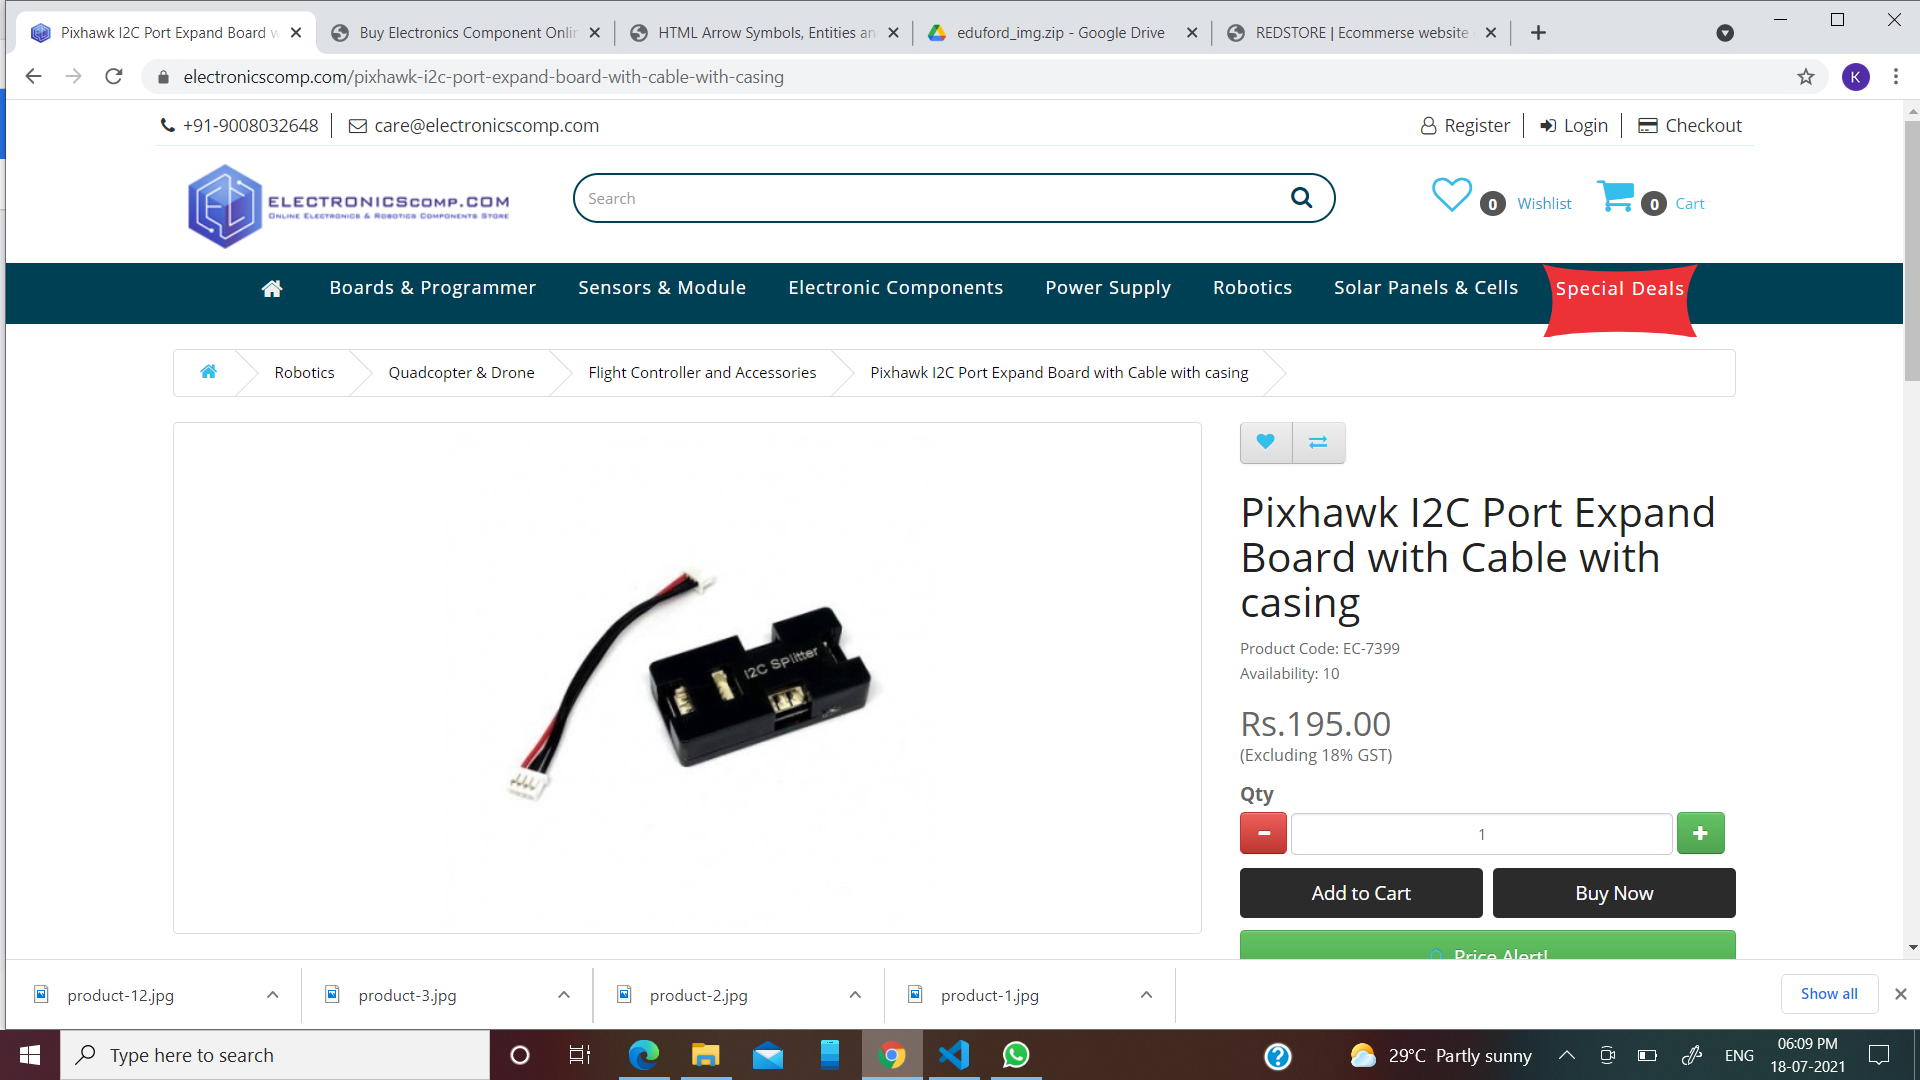 Pixhawk I2C Port Expand Board w
Buy Electronics Component Onlin
HTML Arrow Symbols, Entities an
eduford_img.zip - Google Drive
REDSTORE | Ecommerse website
electronicscomp.com/pixhawk-i2c-port-expand-board-with-cable-with-casing
K
+91-9008032648
care@electronicscomp.com
Register
Login
Checkout
ELECTRONICSCOMP.COM
ONLINE ELECTRONICS & ROBOTICS COMPONENTS STORE
Search
0 Wishlist
0 Cart
Boards & Programmer
Sensors & Module
Electronic Components
Power Supply
Robotics
Solar Panels & Cells
Special Deals
Robotics
Quadcopter & Drone
Flight Controller and Accessories
Pixhawk I2C Port Expand Board with Cable with casing
I2C Splitter
Pixhawk I2C Port Expand
Board with Cable with
casing
Product Code: EC-7399
Availability: 10
Rs.195.00
(Excluding 18% GST)
Qty
1
Add to Cart
Buy Now
Price Alert!
product-12.jpg
product-3.jpg
product-2.jpg
product-1.jpg
Show all
Type here to search
29°C Partly sunny
ENG
06:09 PM
18-07-2021